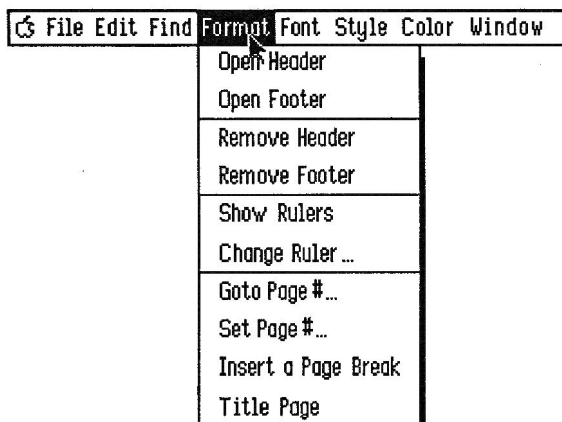 File Edit Find Format Font Style Color Window
Open Header
Open Footer
Remove Header
Remove Footer
Show Rulers
Change Ruler...
Goto Page #...
Set Page #...
Insert a Page Break
Title Page